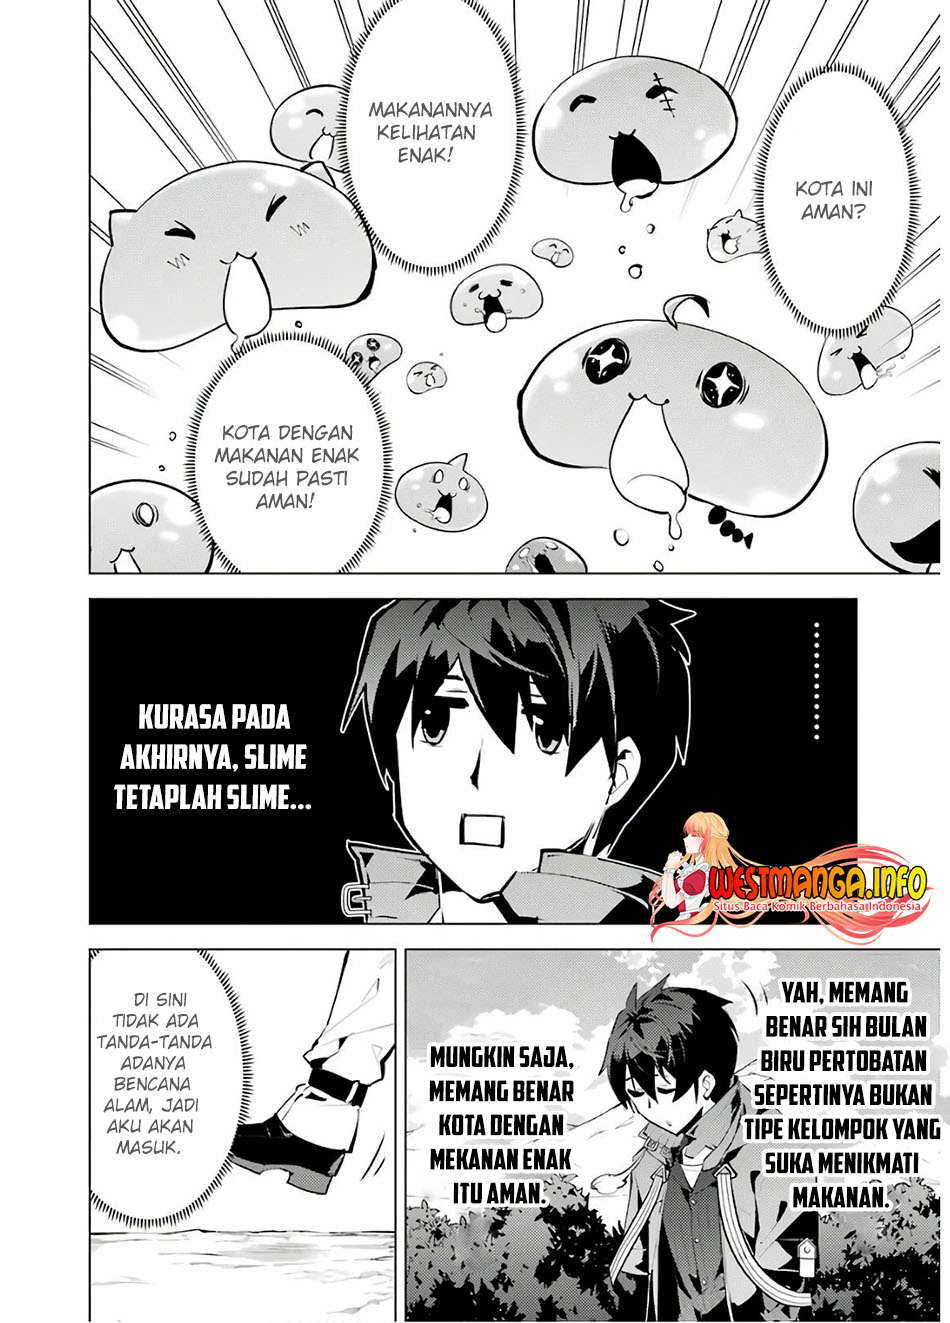 KOTA INI
AMAN?
MAKANANNYA
KELIHATAN
ENAK!
KOTA DENGAN
MAKANAN ENAK
SUDAH PASTI
AMAN!
..........
KURASA PADA
AKHIRNYA, SLIME
TETAPLAH SLIME...
WESTMANGA.INFO
Situs Baca Komik Berbahasa Indonesia
YAH, MEMANG
BENAR SIH BULAN
BIRU PERTOBATAN
SEPERTINYA BUKAN
TIPE KELOMPOK YANG
SUKA MENIKMATI
MAKANAN.
MUNGKIN SAJA,
MEMANG BENAR
KOTA DENGAN
MEKANAN ENAK
ITU AMAN.
DI SINI
TIDAK ADA
TANDA-TANDA
ADANYA
BENCANA
ALAM, JADI
AKU AKAN
MASUK.